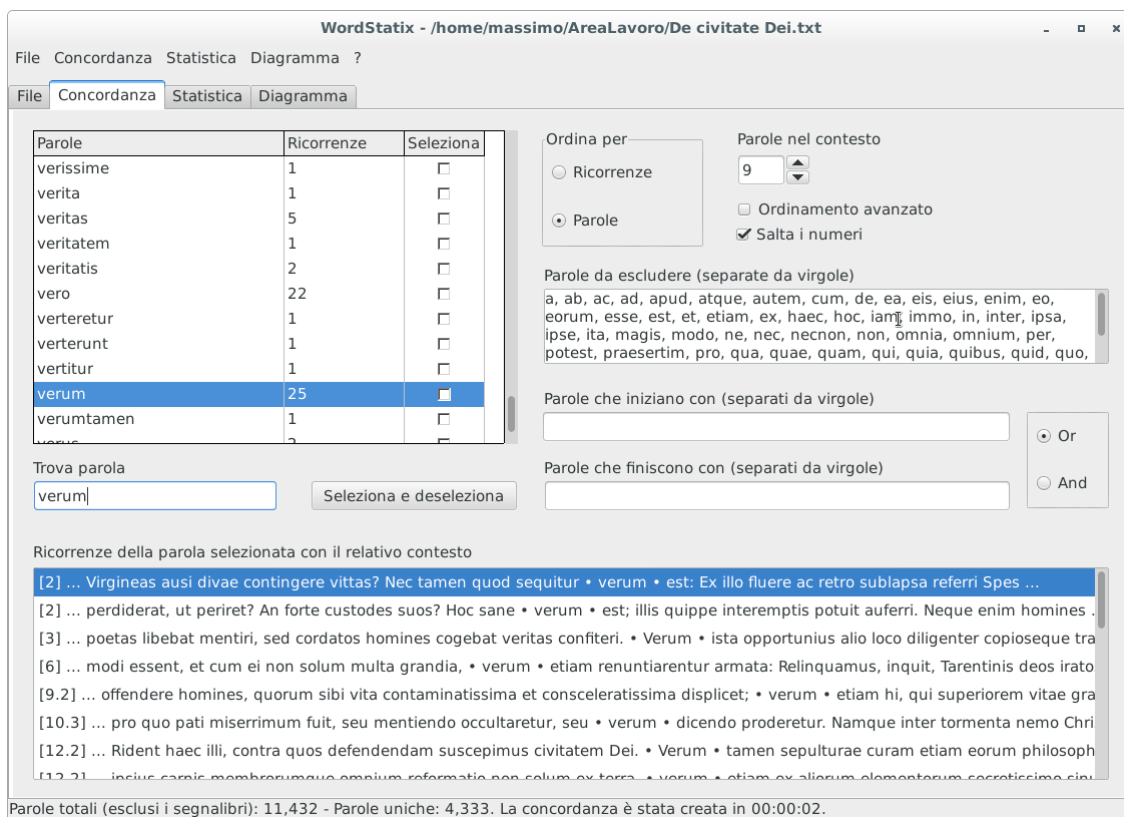 WordStatix - /home/massimo/AreaLavoro/De civitate Dei.txt
File Concordanza Statistica Diagramma ?
File Concordanza Statistica Diagramma
Parole Ricorrenze Seleziona
verissime 1
verita 1
veritas 5
veritatem 1
veritatis 2
vero 22
verteretur 1
verterunt 1
vertitur 1
verum 25
verumtamen 1
Trova parola
verum
Seleziona e deseleziona
Ordina per
Ricorrenze
Parole
Parole nel contesto
9
Ordinamento avanzato
Salta i numeri
Parole da escludere (separate da virgole)
a, ab, ac, ad, apud, atque, autem, cum, de, ea, eis, eius, enim, eo,
eorum, esse, est, et, etiam, ex, haec, hoc, iam, immo, in, inter, ipsa,
ipse, ita, magis, modo, ne, nec, necnon, non, omnia, omnium, per,
potest, praesertim, pro, qua, quae, quam, qui, quia, quibus, quid, quo,
Parole che iniziano con (separati da virgole)
Parole che finiscono con (separati da virgole)
Or
And
Ricorrenze della parola selezionata con il relativo contesto
[2] ... Virgineas ausi divae contingere vittas? Nec tamen quod sequitur • verum • est: Ex illo fluere ac retro sublapsa referri Spes ...
[2] ... perdiderat, ut periret? An forte custodes suos? Hoc sane • verum • est; illis quippe interemptis potuit auferri. Neque enim homines .
[3] ... poetas libebat mentiri, sed cordatos homines cogebat veritas confiteri. • Verum • ista opportunius alio loco diligenter copioseque tra
[6] ... modi essent, et cum ei non solum multa grandia, • verum • etiam renuntiarentur armata: Relinquamus, inquit, Tarentinis deos irato
[9.2] ... offendere homines, quorum sibi vita contaminatissima et consceleratissima displicet; • verum • etiam hi, qui superiorem vitae gra
[10.3] ... pro quo pati miserrimum fuit, seu mentiendo occultaretur, seu • verum • dicendo proderetur. Namque inter tormenta nemo Chri
[12.2] ... Rident haec illi, contra quos defendendam suscepimus civitatem Dei. • Verum • tamen sepulturae curam etiam eorum philosoph
Parole totali (esclusi i segnalibri): 11,432 - Parole uniche: 4,333. La concordanza è stata creata in 00:00:02.